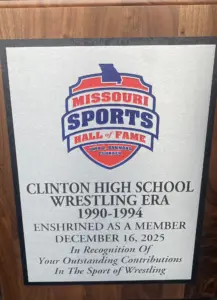 MISSOURI
SPORTS
HALL OF FAME
CLINTON HIGH SCHOOL
WRESTLING ERA
1990-1994
ENSHRINED AS A MEMBER
DECEMBER 16, 2025
In Recognition Of
Your Outstanding Contributions
In The Sport of Wrestling